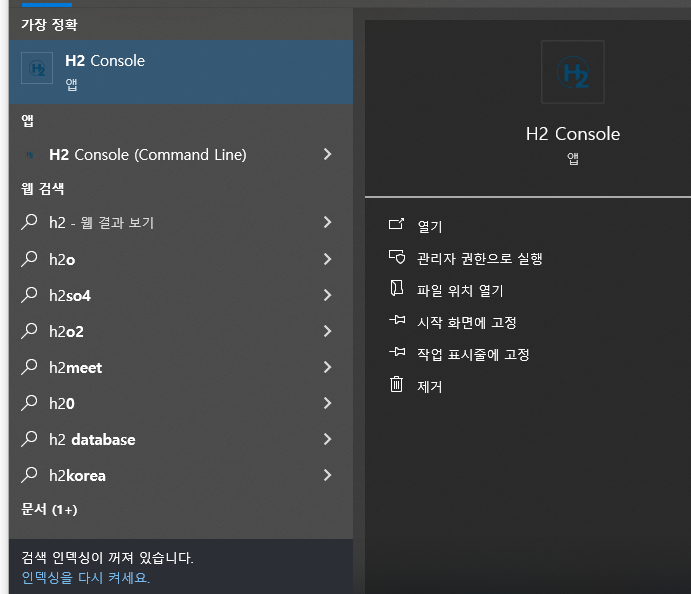 가장 정확
H2 Console
앱
앱
H2 Console (Command Line)
웹 검색
h2 - 웹 결과 보기
h2o
h2so4
h2o2
h2meet
h20
h2 database
h2korea
문서 (1+)
검색 인덱싱이 꺼져 있습니다.
인덱싱을 다시 켜세요.
H2
H2 Console
앱
열기
관리자 권한으로 실행
파일 위치 열기
시작 화면에 고정
작업 표시줄에 고정
제거